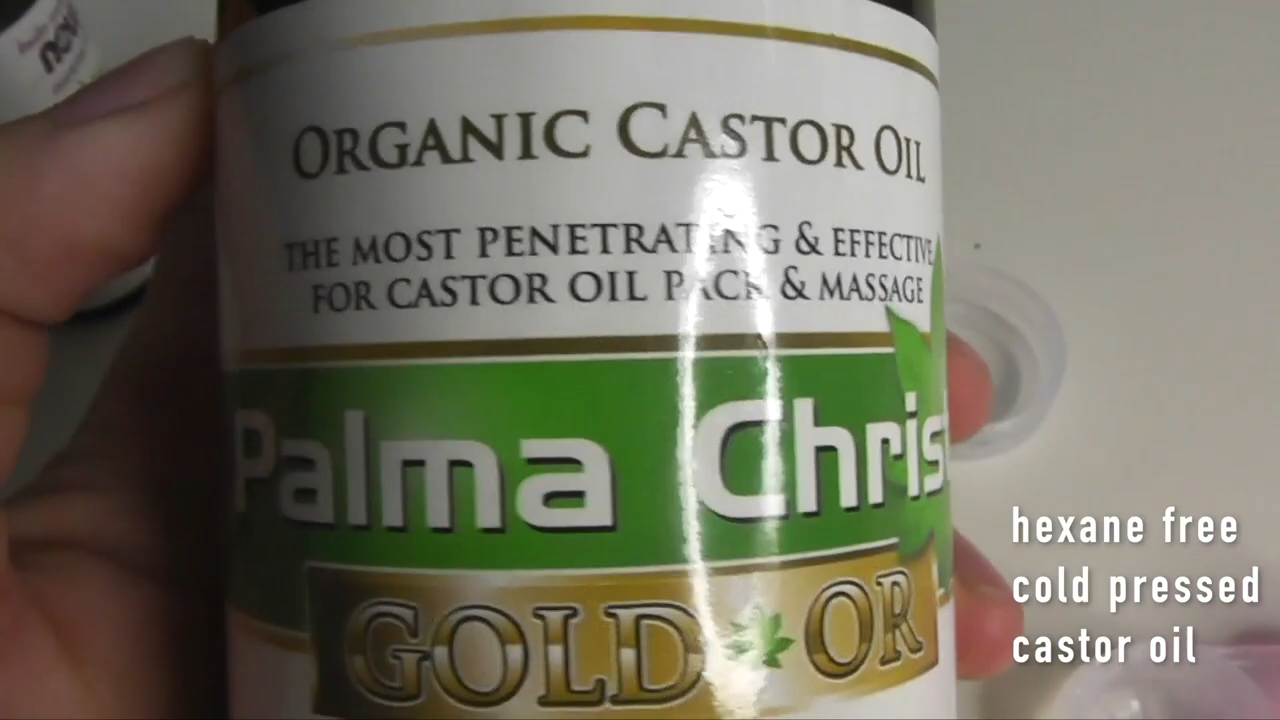 now
ORGANIC CASTOR OIL
THE MOST PENETRATING & EFFECTIVE
FOR CASTOR OIL PACK & MASSAGE
Palma Chris
GOLD OR
hexane free
cold pressed
castor oil